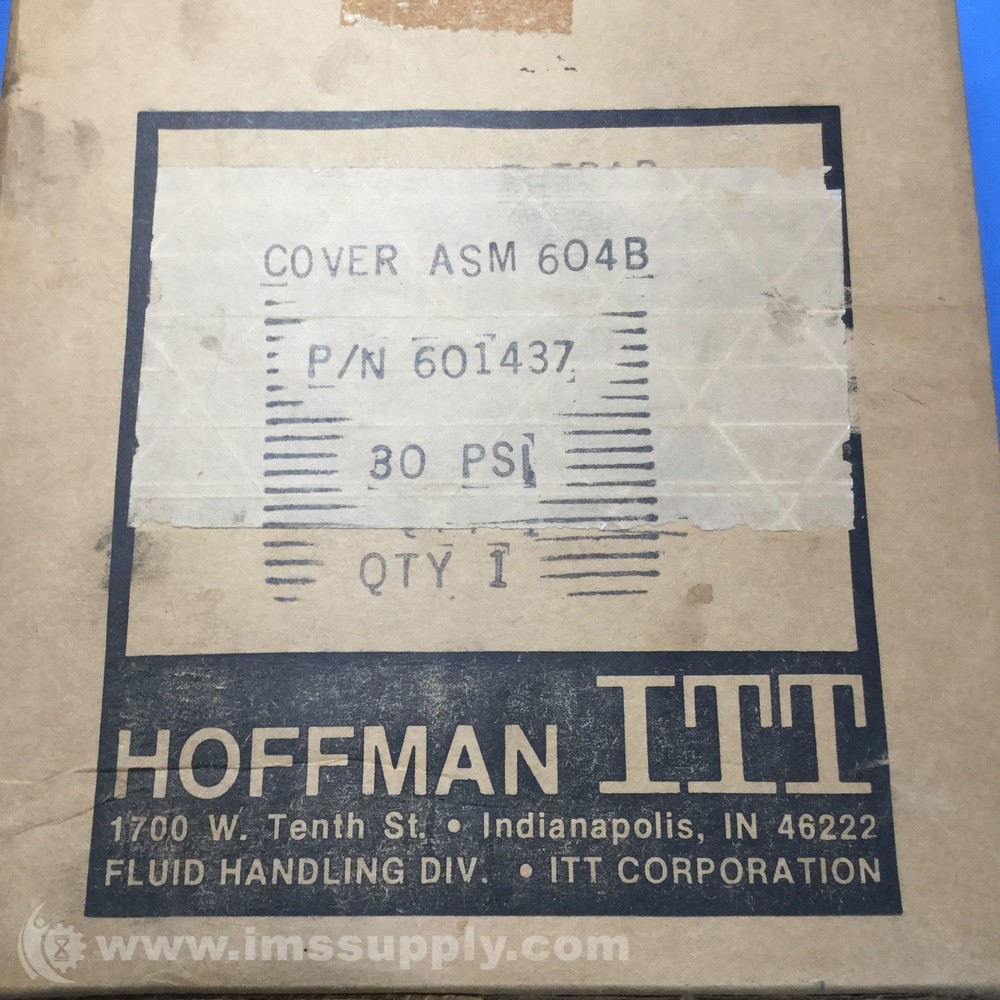 COVER ASM 604B
P/N 601437
30 PSI
QTY 1
HOFFMAN ITT
1700 W. Tenth St. • Indianapolis, IN 46222
FLUID HANDLING DIV. • ITT CORPORATION
www.imssupply.com